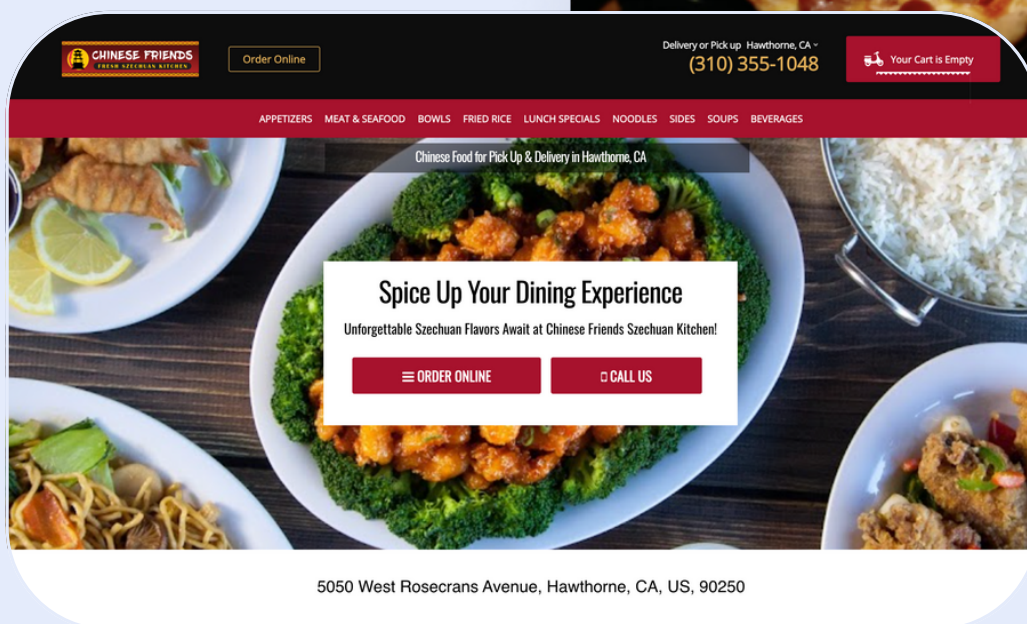 CHINESE FRIENDS
FRESH SZECHUAN KITCHEN
Order Online
Delivery or Pick up Hawthorne, CA
(310) 355-1048
Your Cart is Empty
APPETIZERS MEAT & SEAFOOD BOWLS FRIED RICE LUNCH SPECIALS NOODLES SIDES SOUPS BEVERAGES
Chinese Food for Pick Up & Delivery in Hawthorne, CA
Spice Up Your Dining Experience
Unforgettable Szechuan Flavors Await at Chinese Friends Szechuan Kitchen!
ORDER ONLINE
CALL US
5050 West Rosecrans Avenue, Hawthorne, CA, US, 90250